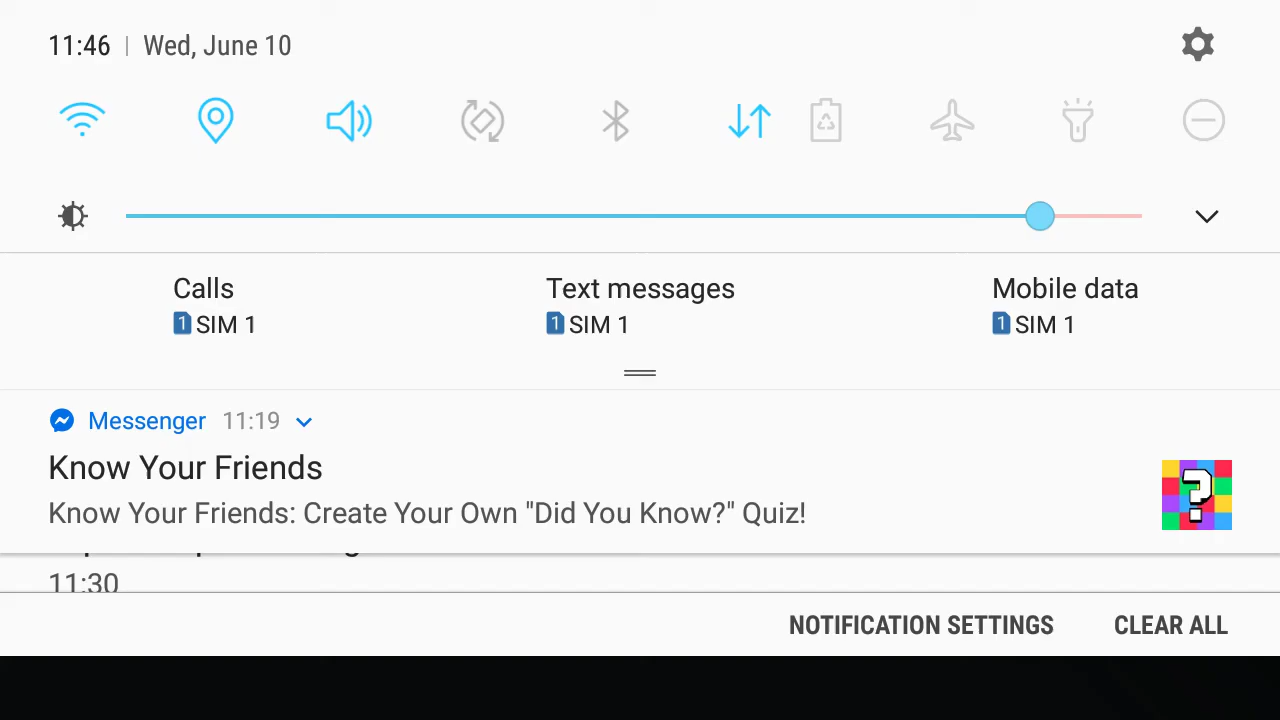 11:46 | Wed, June 10
Calls
1 SIM 1
Text messages
1 SIM 1
Mobile data
1 SIM 1
Messenger 11:19
Know Your Friends
Know Your Friends: Create Your Own "Did You Know?" Quiz!
?
11:30
NOTIFICATION SETTINGS CLEAR ALL